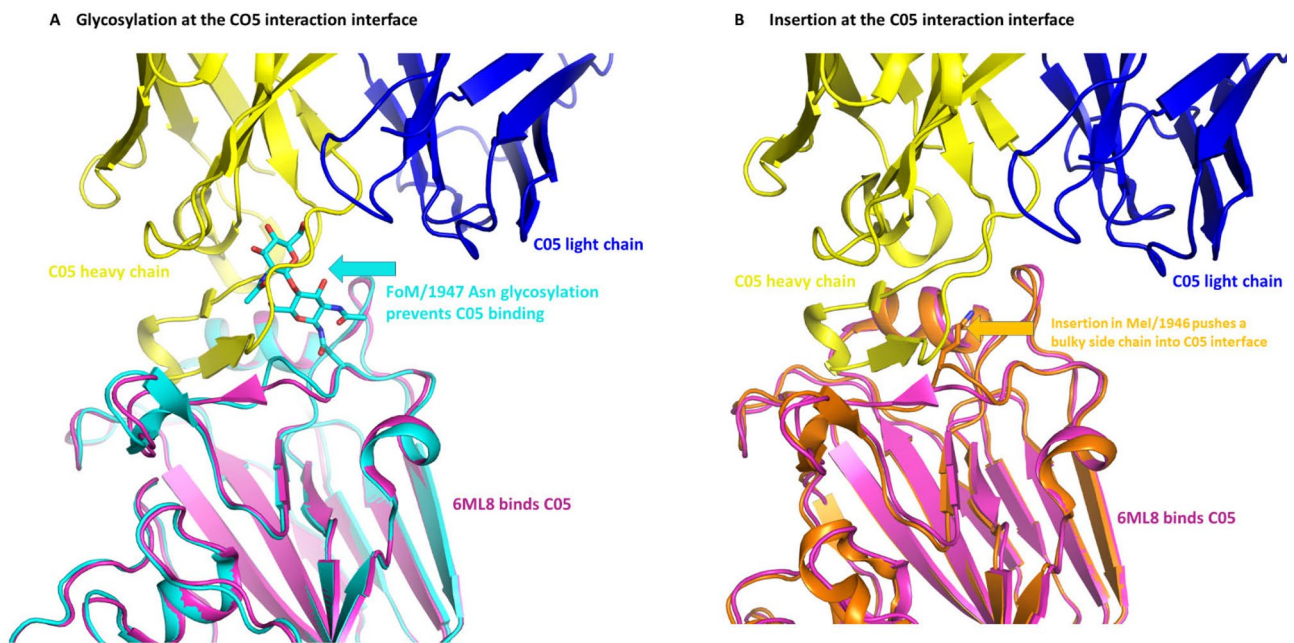 A Glycosylation at the CO5 interaction interface
B Insertion at the C05 interaction interface
C05 light chain
C05 heavy chain
FoM/1947 Asn glycosylation
prevents C05 binding
6ML8 binds C05
C05 heavy chain
C05 light chain
Insertion in Mel/1946 pushes a
bulky side chain into C05 interface
6ML8 binds C05